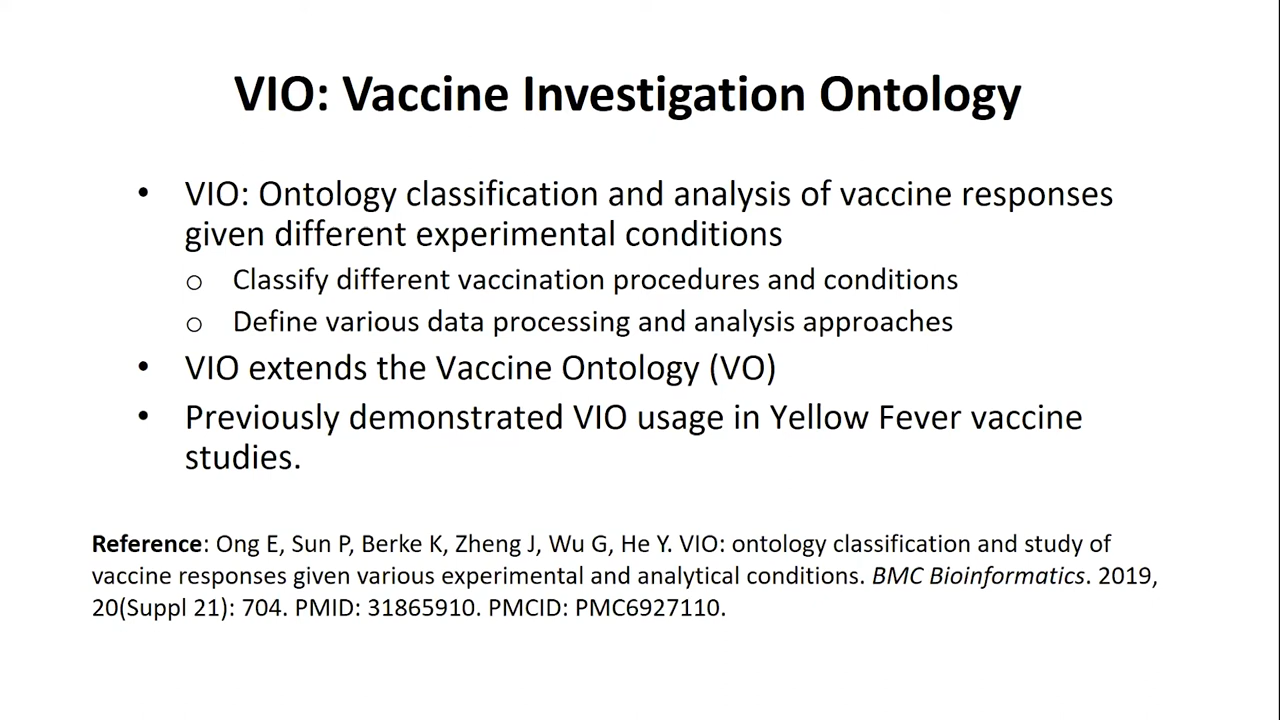 VIO: Vaccine Investigation Ontology
• VIO: Ontology classification and analysis of vaccine responses
given different experimental conditions
o Classify different vaccination procedures and conditions
o Define various data processing and analysis approaches
• VIO extends the Vaccine Ontology (VO)
• Previously demonstrated VIO usage in Yellow Fever vaccine
studies.
Reference: Ong E, Sun P, Berke K, Zheng J, Wu G, He Y. VIO: ontology classification and study of
vaccine responses given various experimental and analytical conditions. BMC Bioinformatics. 2019,
20(Suppl 21): 704. PMID: 31865910. PMCID: PMC6927110.